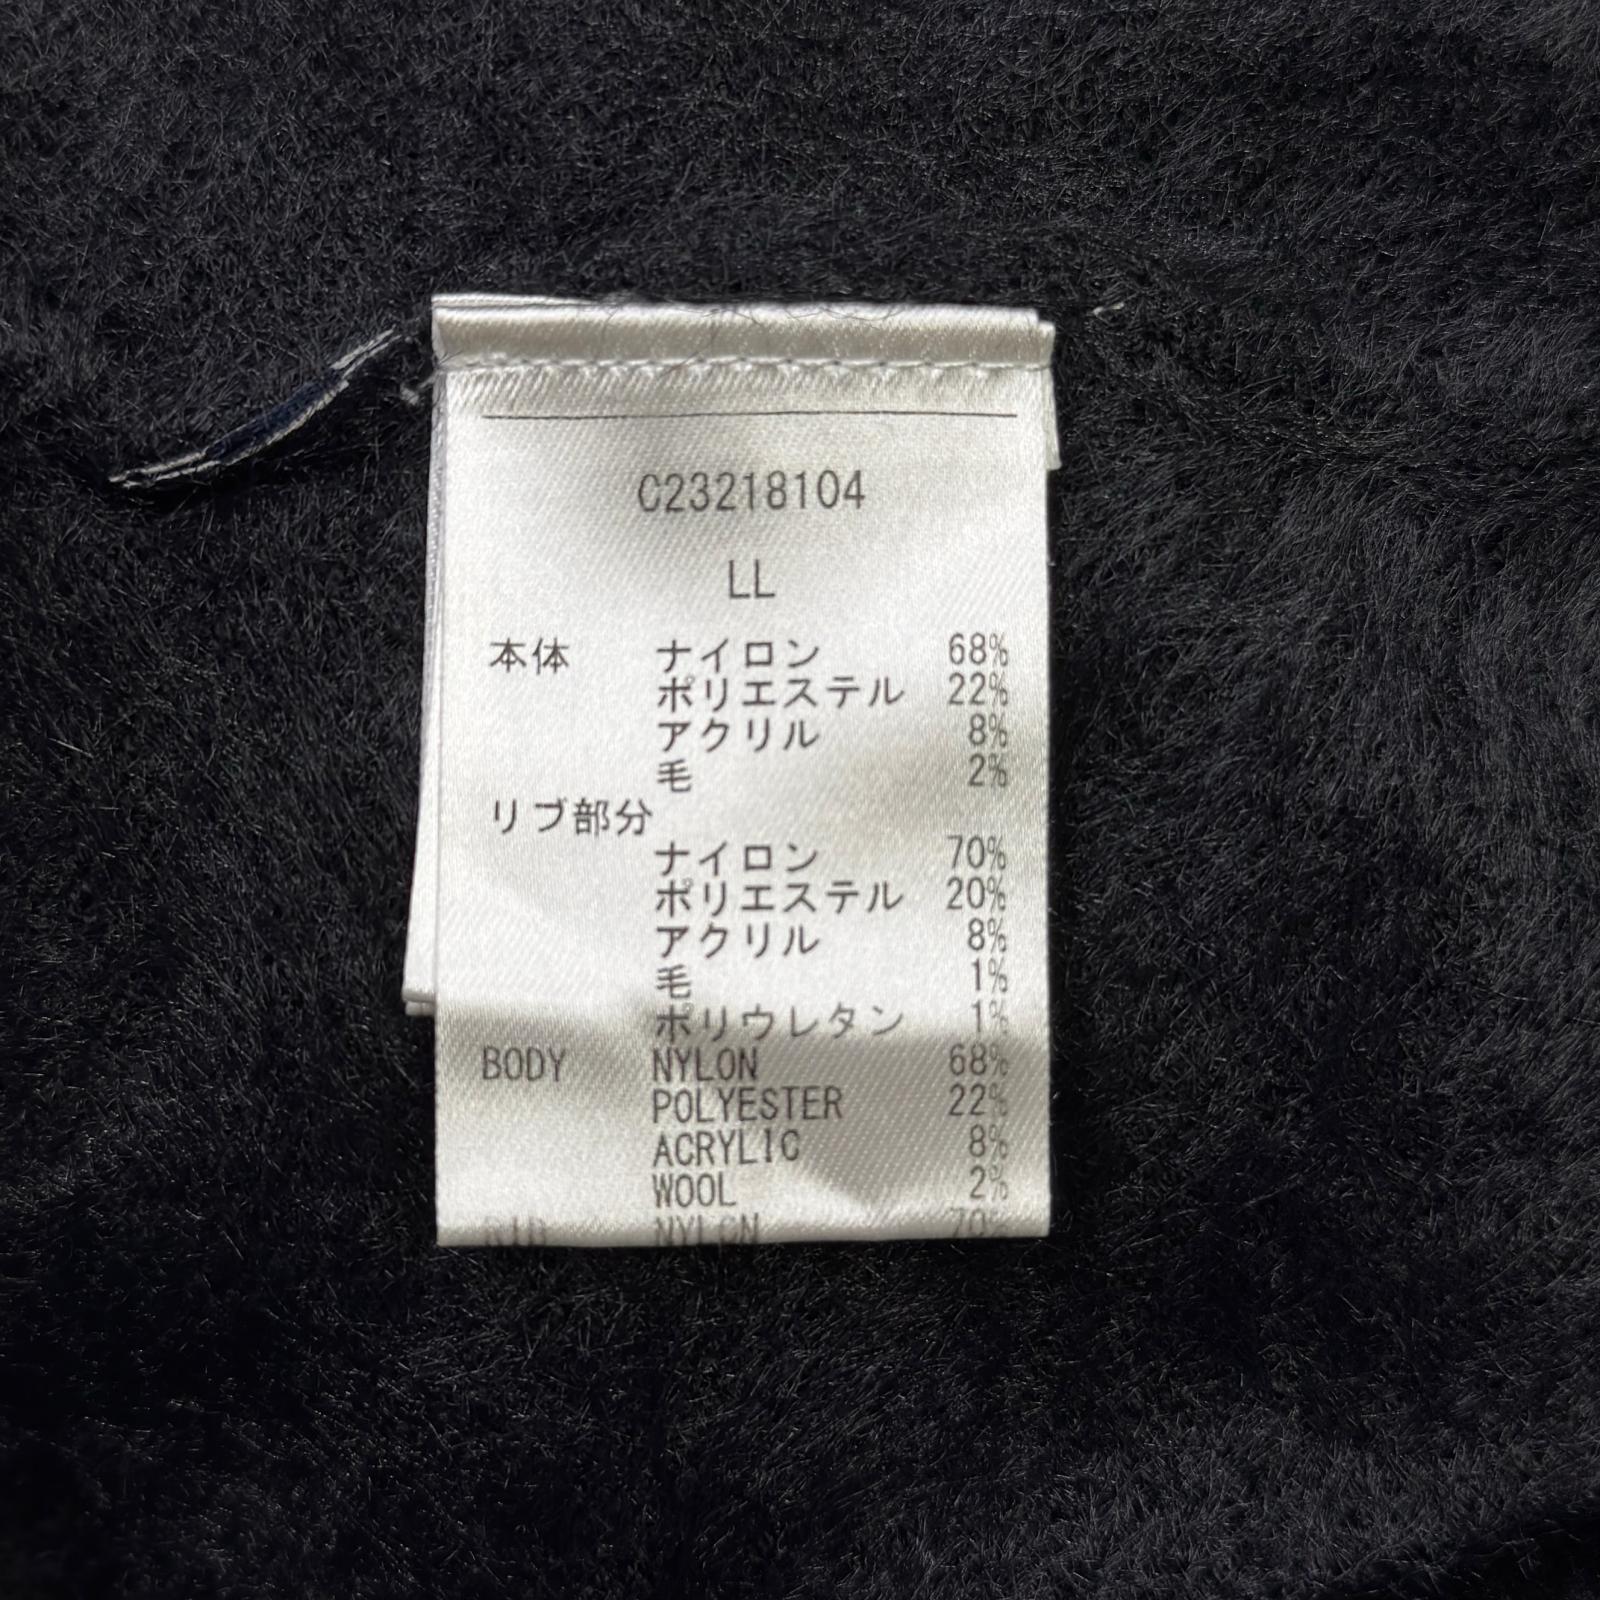 C23218104
LL
本体 ナイロン 68%
ポリエステル 22%
アクリル 8%
毛 2%
リブ部分
ナイロン 70%
ポリエステル 20%
アクリル 8%
毛 1%
ポリウレタン 1%
BODY NYLON 68%
POLYESTER 22%
ACRYLIC 8%
WOOL 2%
RIB NYLON 70%